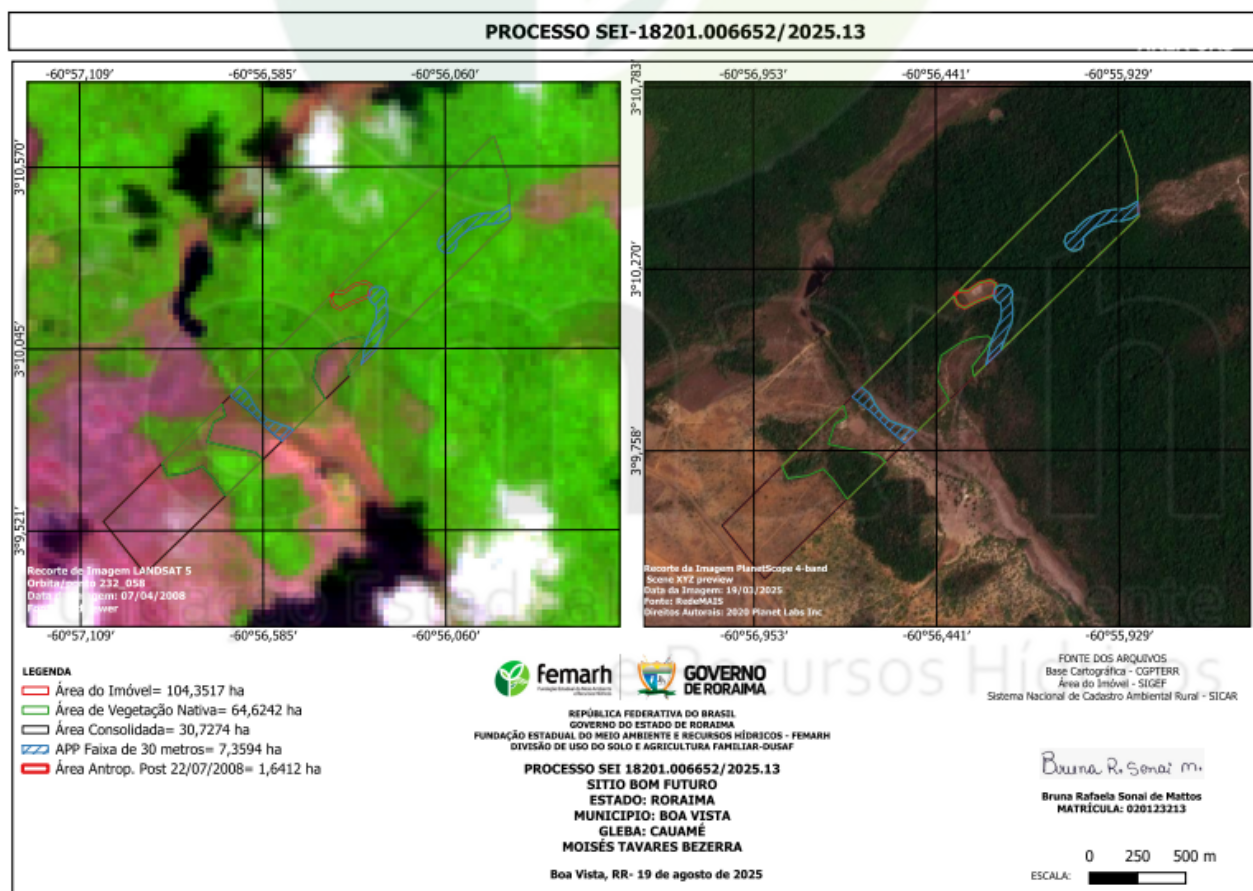 PROCESSO SEI-18201.006652/2025.13
-60°57,109' -60°56,585' -60°56,060'
-60°56,953' -60°56,441' -60°55,929'
3°10,570'
3°10,045'
3°9,521'
3°10,783'
3°10,270'
3°9,758'
Recorte de Imagem LANDSAT 5
232_058
07/04/2008
-60°57,109' -60°56,585' -60°56,060'
Recorte da Imagem PlanetScope 4-band
Scene XYZ preview
Data da Imagem: 19/03/2025
Fonte: RedeMAIS
Direitos Autorais: 2020 Planet Labs Inc
-60°56,953' -60°56,441' -60°55,929'
e Recursos Hídricos
LEGENDA
Área do Imóvel= 104,3517 ha
Área de Vegetação Nativa= 64,6242 ha
Área Consolidada= 30,7274 ha
APP Faixa de 30 metros= 7,3594 ha
Área Antrop. Post 22/07/2008= 1,6412 ha
femarh
GOVERNO
DE RORAIMA
REPÚBLICA FEDERATIVA DO BRASIL
GOVERNO DO ESTADO DE RORAIMA
FUNDAÇÃO ESTADUAL DO MEIO AMBIENTE E RECURSOS HÍDRICOS - FEMARH
DIVISÃO DE USO DO SOLO E AGRICULTURA FAMILIAR-DUSAF
PROCESSO SEI 18201.006652/2025.13
SITIO BOM FUTURO
ESTADO: RORAIMA
MUNICIPIO: BOA VISTA
GLEBA: CAUAMÉ
MOISÉS TAVARES BEZERRA
Boa Vista, RR- 19 de agosto de 2025
FONTE DOS ARQUIVOS
Base Cartográfica - CGPTERR
Área do Imóvel - SIGEF
Sistema Nacional de Cadastro Ambiental Rural - SICAR
Bruna R. Sonai M.
Bruna Rafaela Sonai de Mattos
MATRÍCULA: 020123213
0 250 500 m
ESCALA: